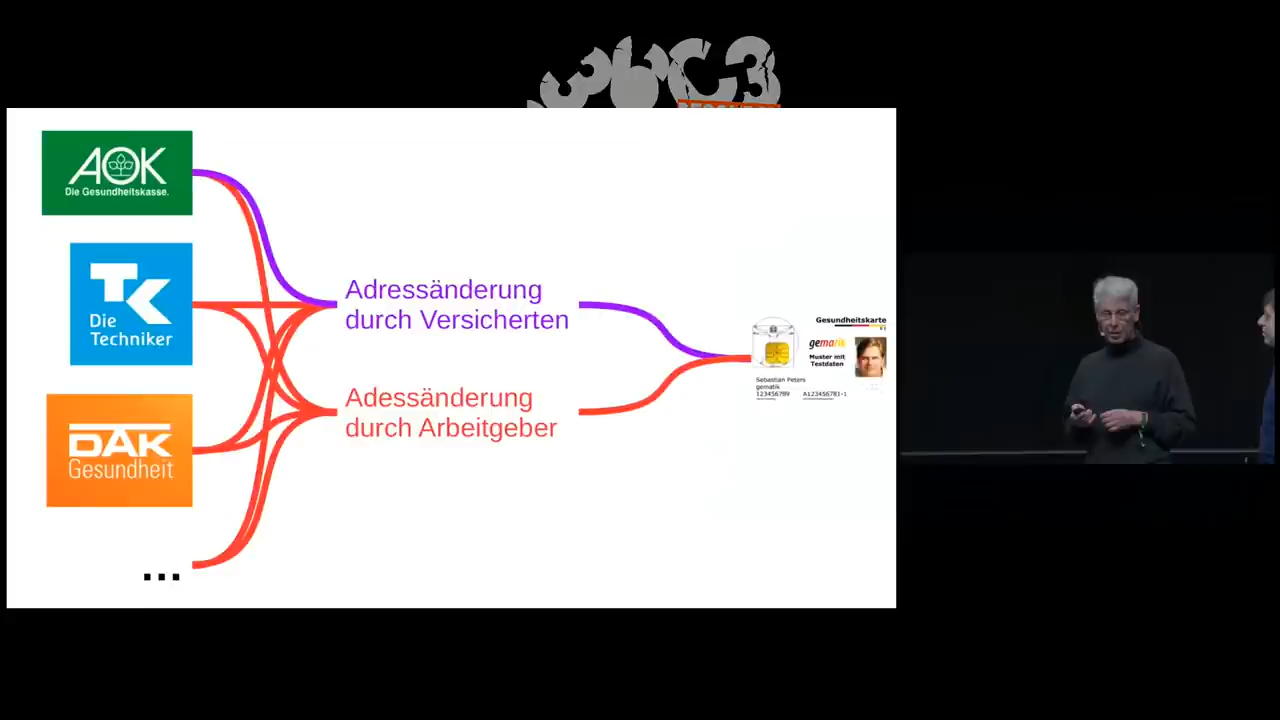 36C3
AOK
Die Gesundheitskasse.
TK
Die
Techniker
DAK
Gesundheit
...
Adressänderung
durch Versicherten
Adessänderung
durch Arbeitgeber
Gesundheitskarte
gematik
Muster mit
Testdaten
Sebastian Peters
gematik
123456789 A123456781-1